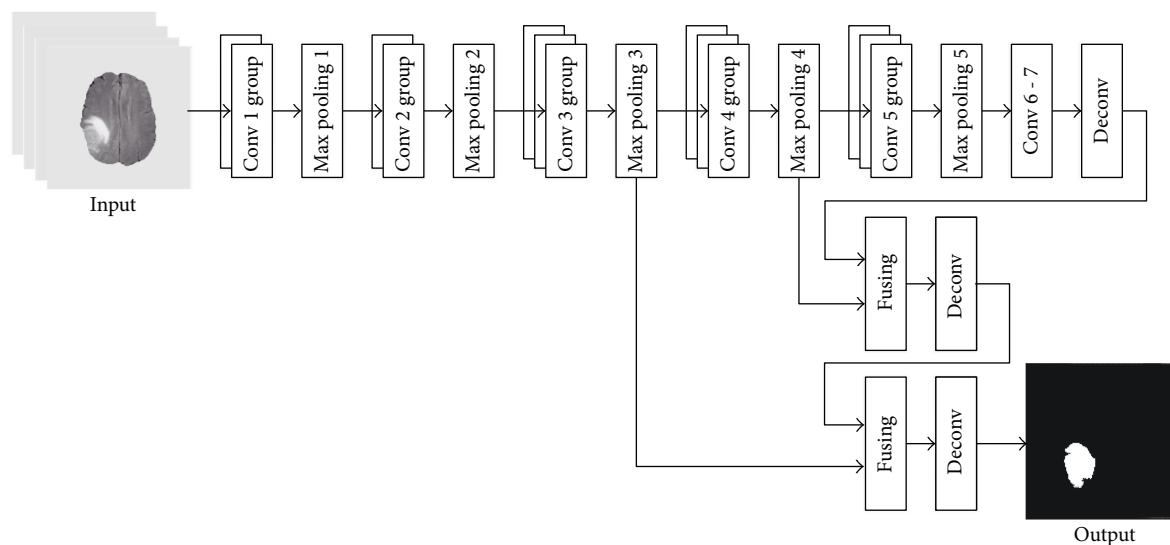 Input
Conv 1 group
Max pooling 1
Conv 2 group
Max pooling 2
Conv 3 group
Max pooling 3
Conv 4 group
Max pooling 4
Conv 5 group
Max pooling 5
Conv 6 - 7
Deconv
Fusing
Deconv
Fusing
Deconv
Output